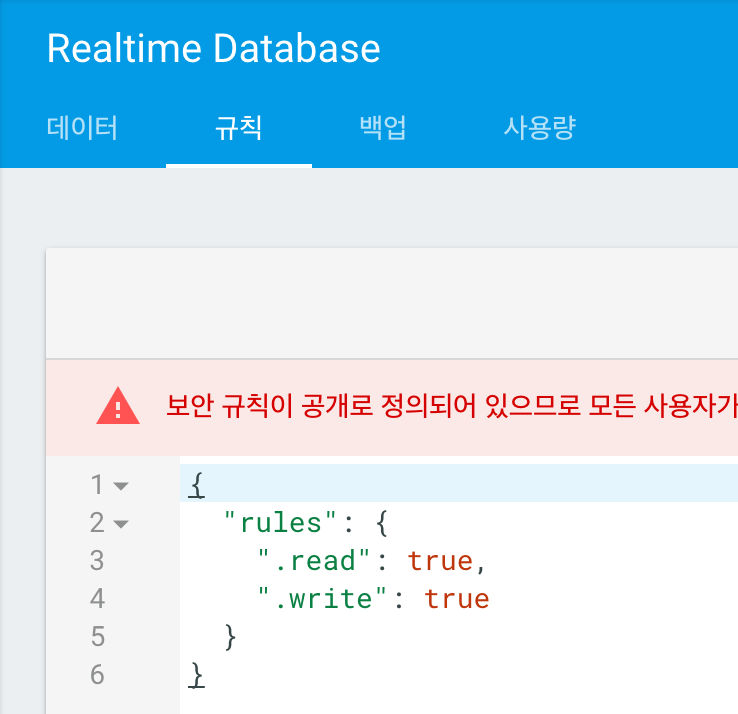 Realtime Database
데이터 규칙 백업 사용량
보안 규칙이 공개로 정의되어 있으므로 모든 사용자가
1 {
2   "rules": {
3     ".read": true,
4     ".write": true
5   }
6 }